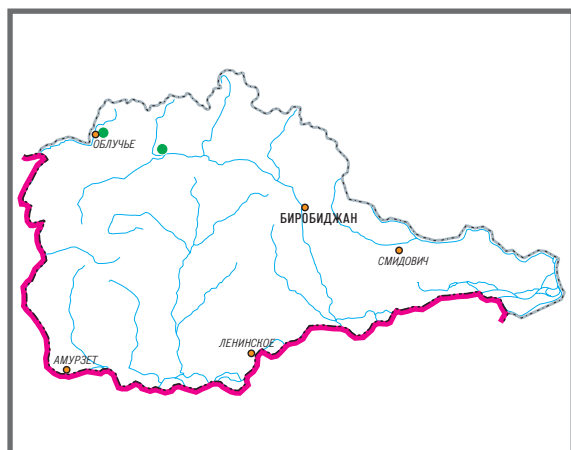 ОБЛУЧЬЕ
БИРОБИДЖАН
СМИДОВИЧ
ЛЕНИНСКОЕ
АМУРЗЕТ